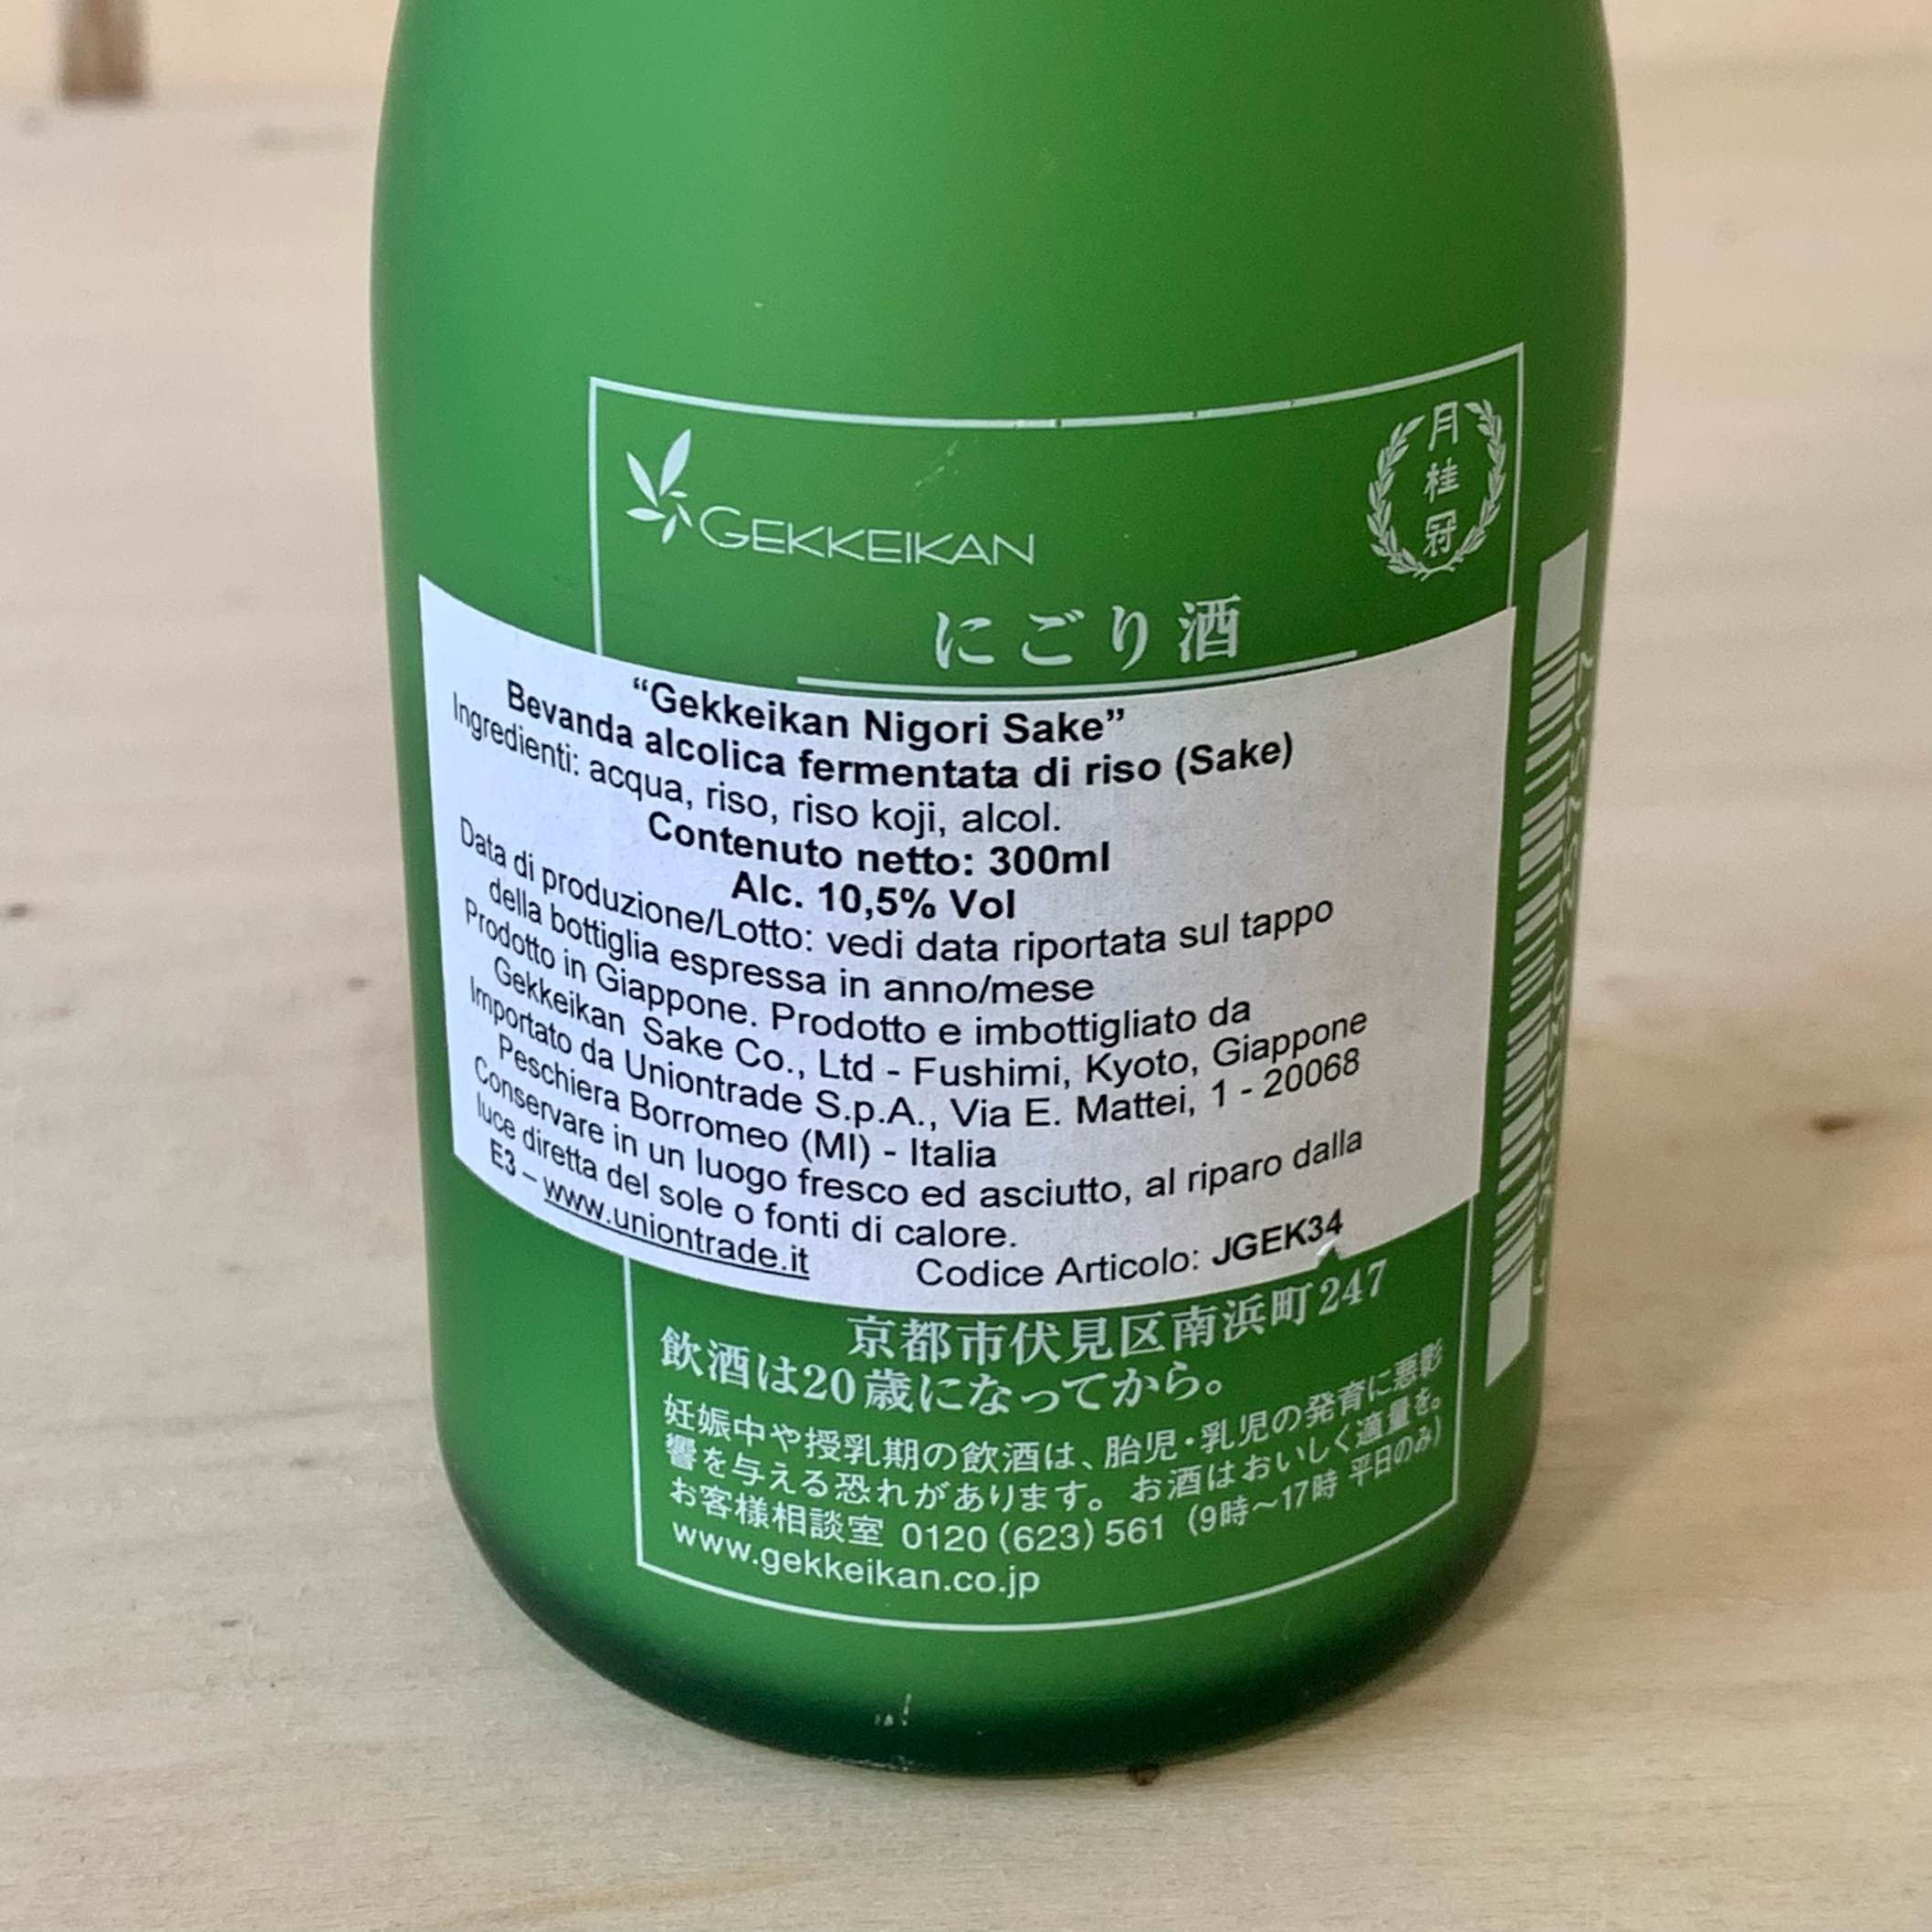 GEKKEIKAN
月桂冠
にごり酒
“Gekkeikan Nigori Sake”
Bevanda alcolica fermentata di riso (Sake)
Ingredienti: acqua, riso, riso koji, alcol.
Contenuto netto: 300ml
Alc. 10,5% Vol
Data di produzione/Lotto: vedi data riportata sul tappo
della bottiglia espressa in anno/mese
Prodotto in Giappone. Prodotto e imbottigliato da
Gekkeikan Sake Co., Ltd - Fushimi, Kyoto, Giappone
Importato da Uniontrade S.p.A., Via E. Mattei, 1 - 20068
Peschiera Borromeo (MI) - Italia
Conservare in un luogo fresco ed asciutto, al riparo dalla
luce diretta del sole o fonti di calore.
E3 – www.uniontrade.it Codice Articolo: JGEK34
京都市伏見区南浜町247
飲酒は20歳になってから。
妊娠中や授乳期の飲酒は、胎児・乳児の発育に悪影
響を与える恐れがあります。お酒はおいしく適量を。
お客様相談室 0120(623)561(9時~17時 平日のみ)
www.gekkeikan.co.jp